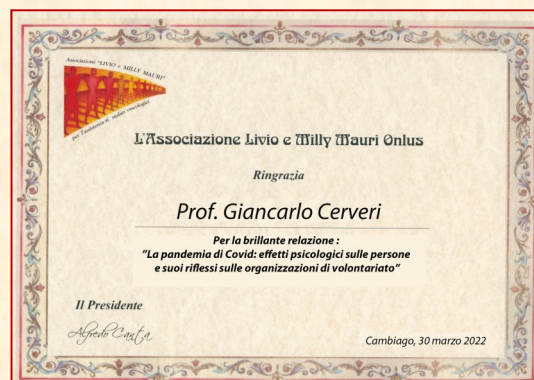 Associazione "LIVIO e MILLY MAURI"
per l'assistenza ai malati oncologici
L'Associazione Livio e Milly Mauri Onlus
Ringrazia
Prof. Giancarlo Cerveri
Per la brillante relazione :
"La pandemia di Covid: effetti psicologici sulle persone
e suoi riflessi sulle organizzazioni di volontariato"
Il Presidente
Alfredo Canta
Cambiago, 30 marzo 2022